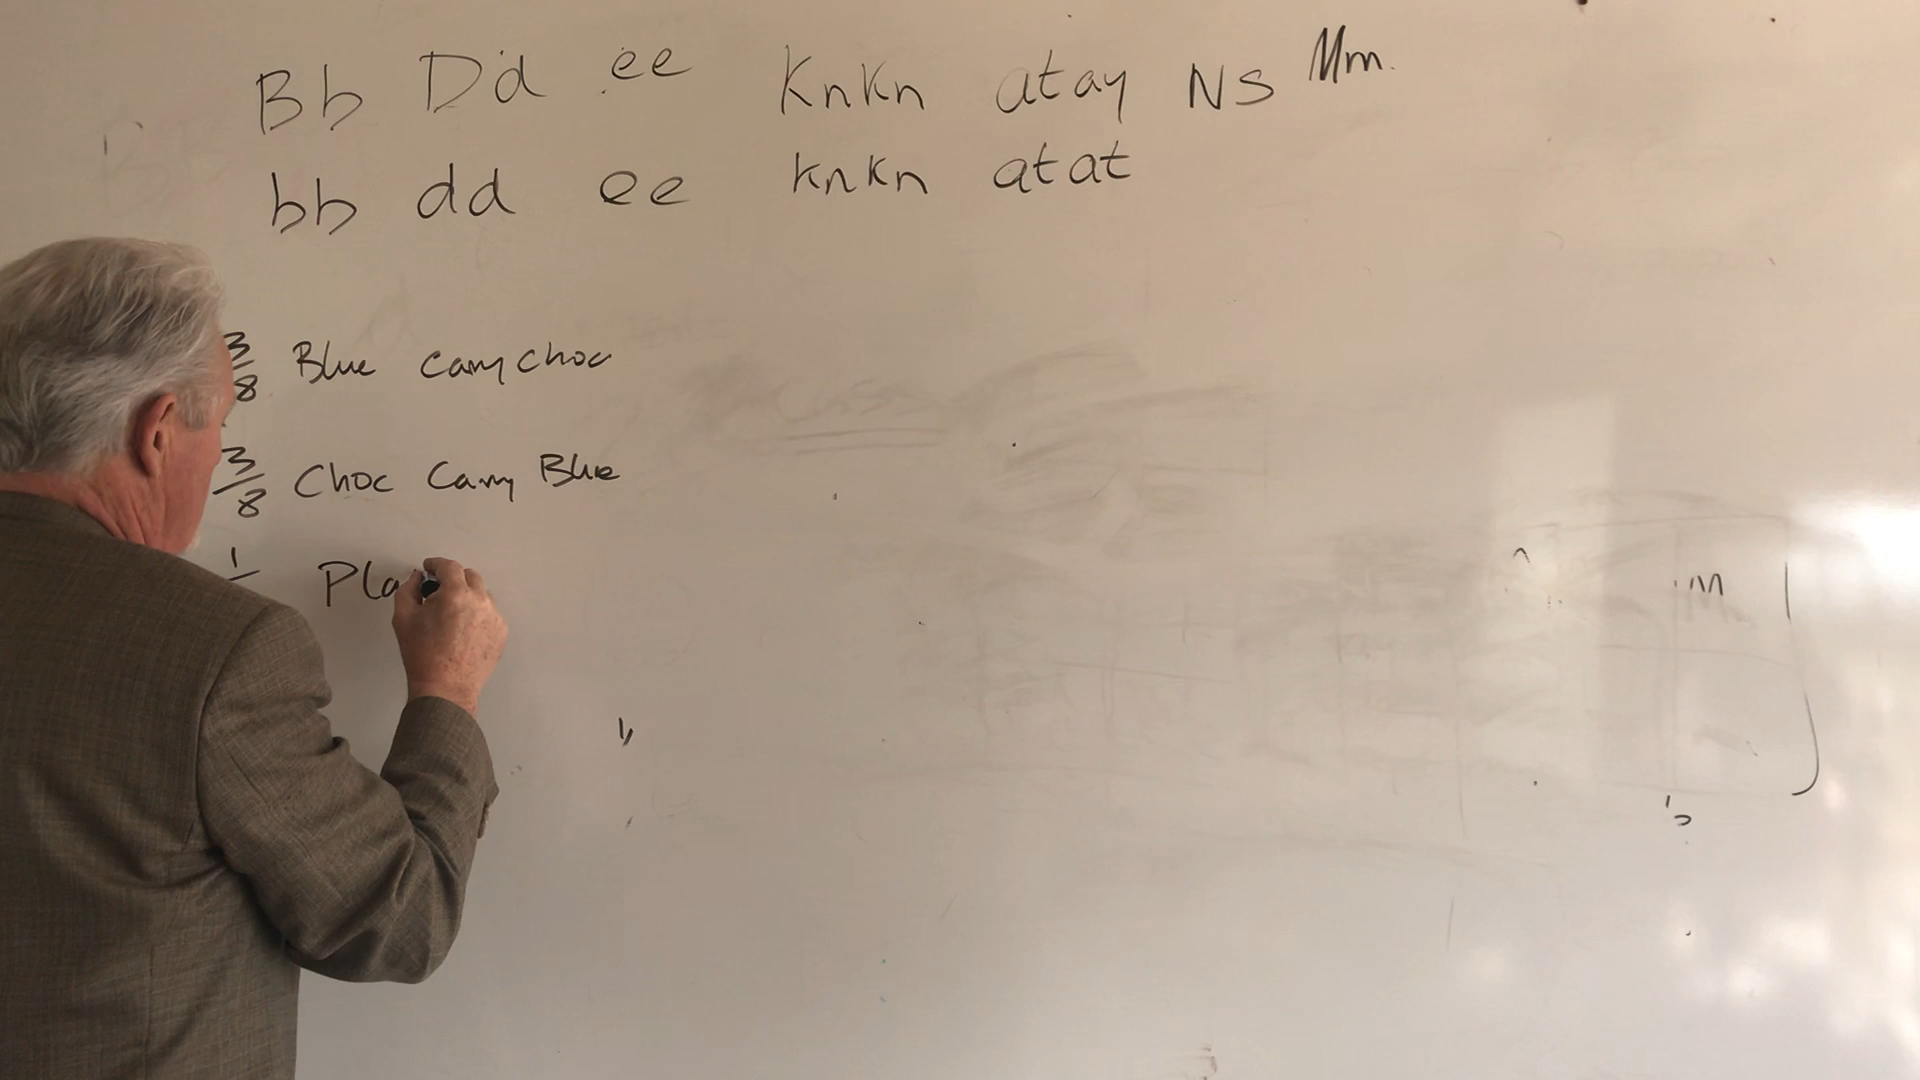 Bb Dd ee KnKn atay NS Mm.
bb dd ee KnKn atat
3/8 Blue Cany Choc
3/8 Choc Cany Blue
1 Pla
M